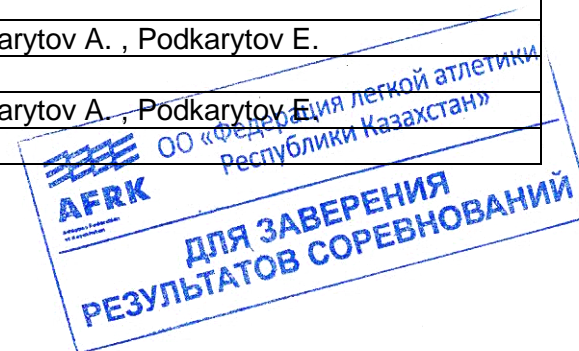 arytov A. , Podkarytov E.
arytov A. , Podkarytov E.
ОО «Федерация легкой атлетики
Республики Казахстан»
AFRK
ДЛЯ ЗАВЕРЕНИЯ
РЕЗУЛЬТАТОВ СОРЕВНОВАНИЙ